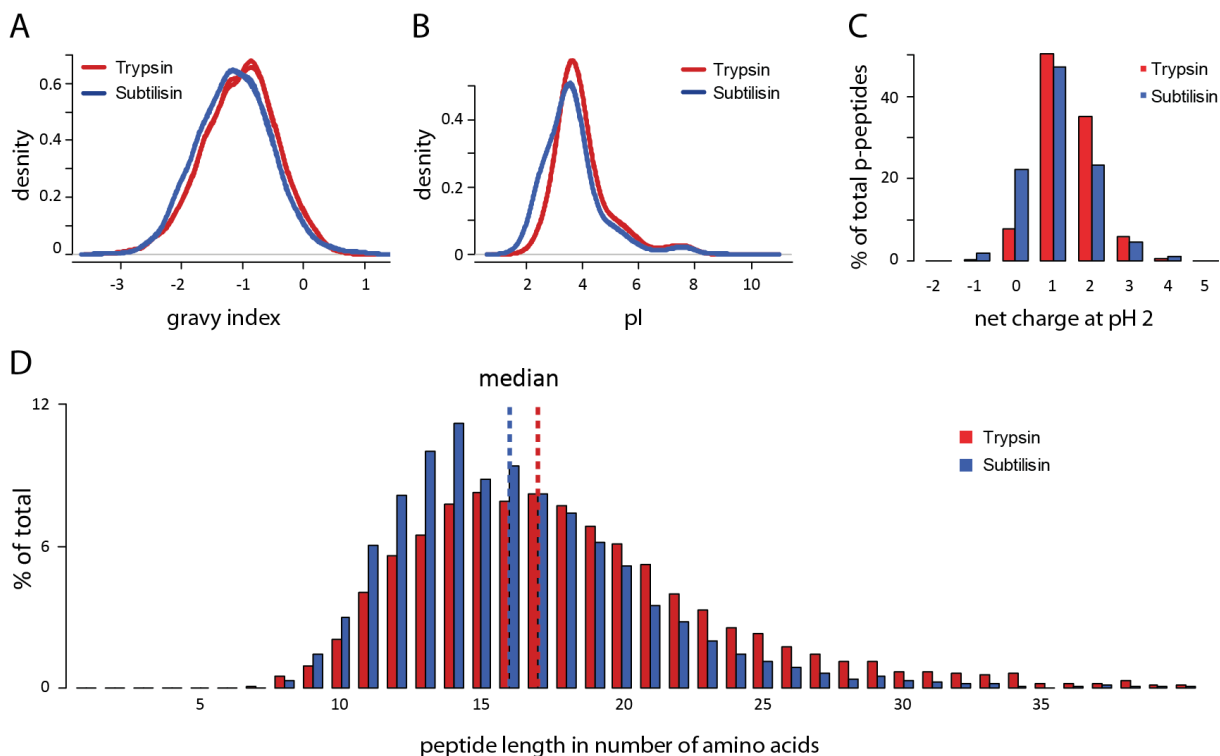 A
Trypsin
Subtilisin
0.6
0.4
0.2
0
desnity
-3 -2 -1 0 1
gravy index
B
Trypsin
Subtilisin
0.4
0.2
0
desnity
2 4 6 8 10
pI
C
Trypsin
Subtilisin
40
20
0
% of total p-peptides
-2 -1 0 1 2 3 4 5
net charge at pH 2
D
median
Trypsin
Subtilisin
12
6
0
% of total
5 10 15 20 25 30 35
peptide length in number of amino acids